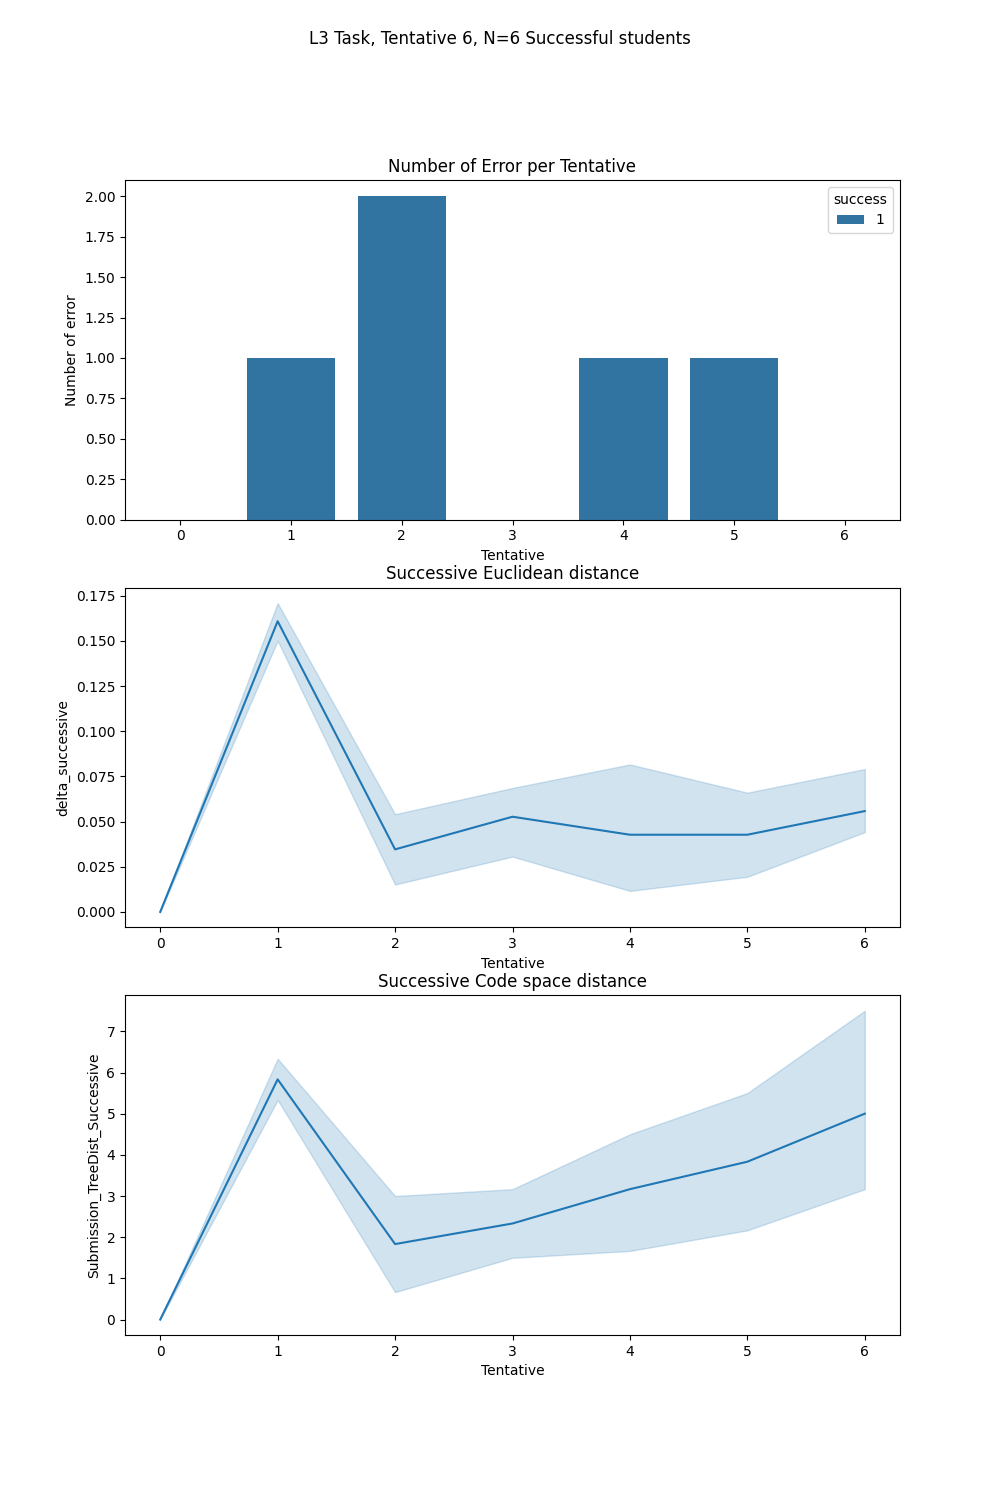 L3 Task, Tentative 6, N=6 Successful students
Number of Error per Tentative
success
1
Number of error
2.00
1.75
1.50
1.25
1.00
0.75
0.50
0.25
0.00
0 1 2 3 4 5 6
Tentative
Successive Euclidean distance
delta_successive
0.175
0.150
0.125
0.100
0.075
0.050
0.025
0.000
0 1 2 3 4 5 6
Tentative
Successive Code space distance
Submission_TreeDist_Successive
7
6
5
4
3
2
1
0
0 1 2 3 4 5 6
Tentative